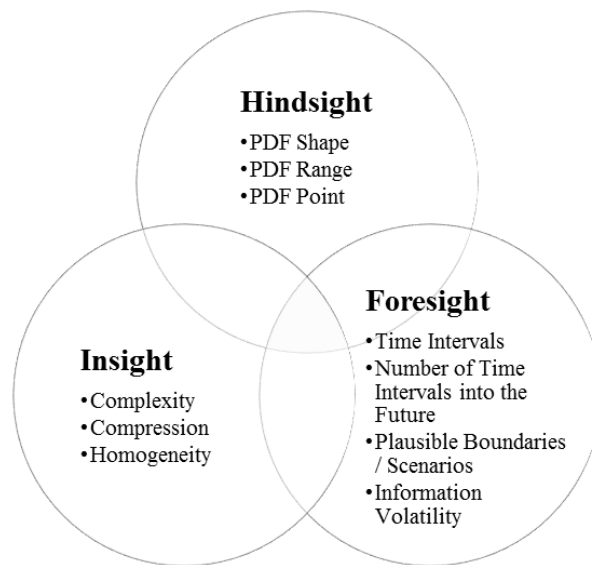 Hindsight
•PDF Shape
•PDF Range
•PDF Point
Insight
•Complexity
•Compression
•Homogeneity
Foresight
•Time Intervals
•Number of Time
Intervals into the
Future
•Plausible Boundaries
/ Scenarios
•Information
Volatility